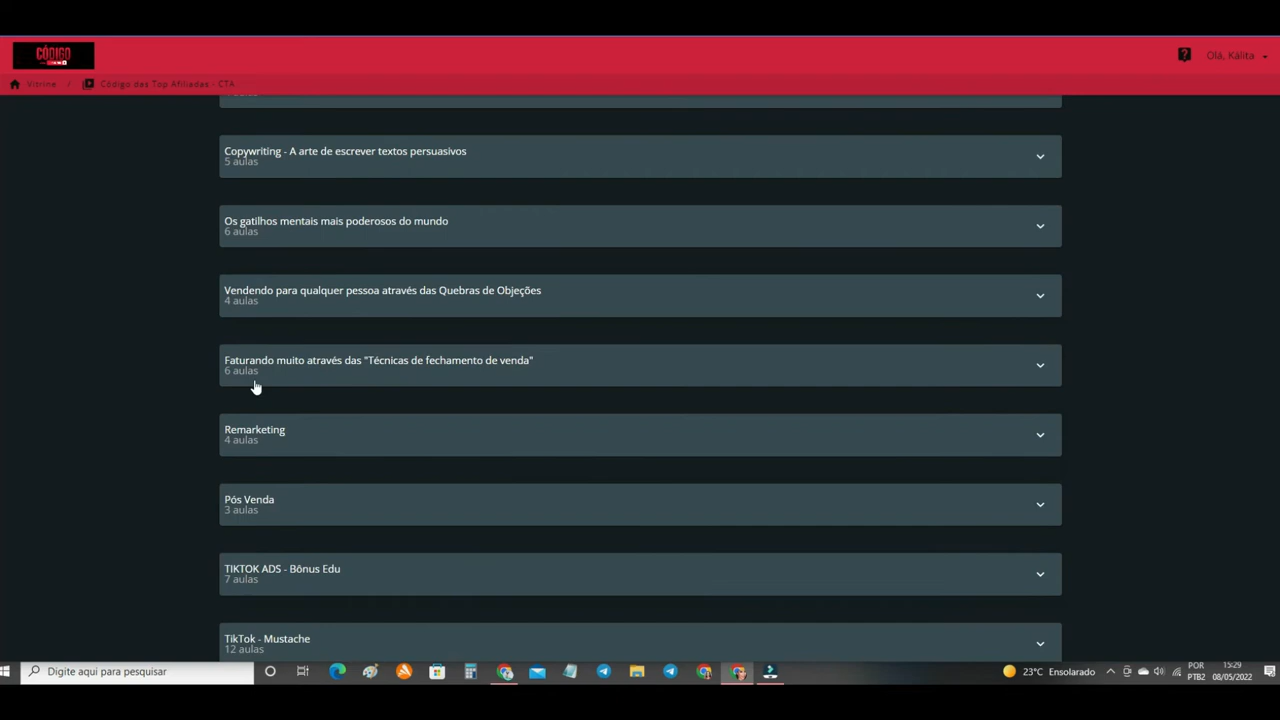 CÓDIGO
Olá, Kálita
Vitrine / Código das Top Afiliadas - CTA
Copywriting - A arte de escrever textos persuasivos
5 aulas
Os gatilhos mentais mais poderosos do mundo
6 aulas
Vendendo para qualquer pessoa através das Quebras de Objeções
4 aulas
Faturando muito através das "Técnicas de fechamento de venda"
6 aulas
Remarketing
4 aulas
Pós Venda
3 aulas
TIKTOK ADS - Bônus Edu
7 aulas
TikTok - Mustache
12 aulas
Digite aqui para pesquisar
23°C Ensolarado
POR
PTB2
15:29
08/05/2022